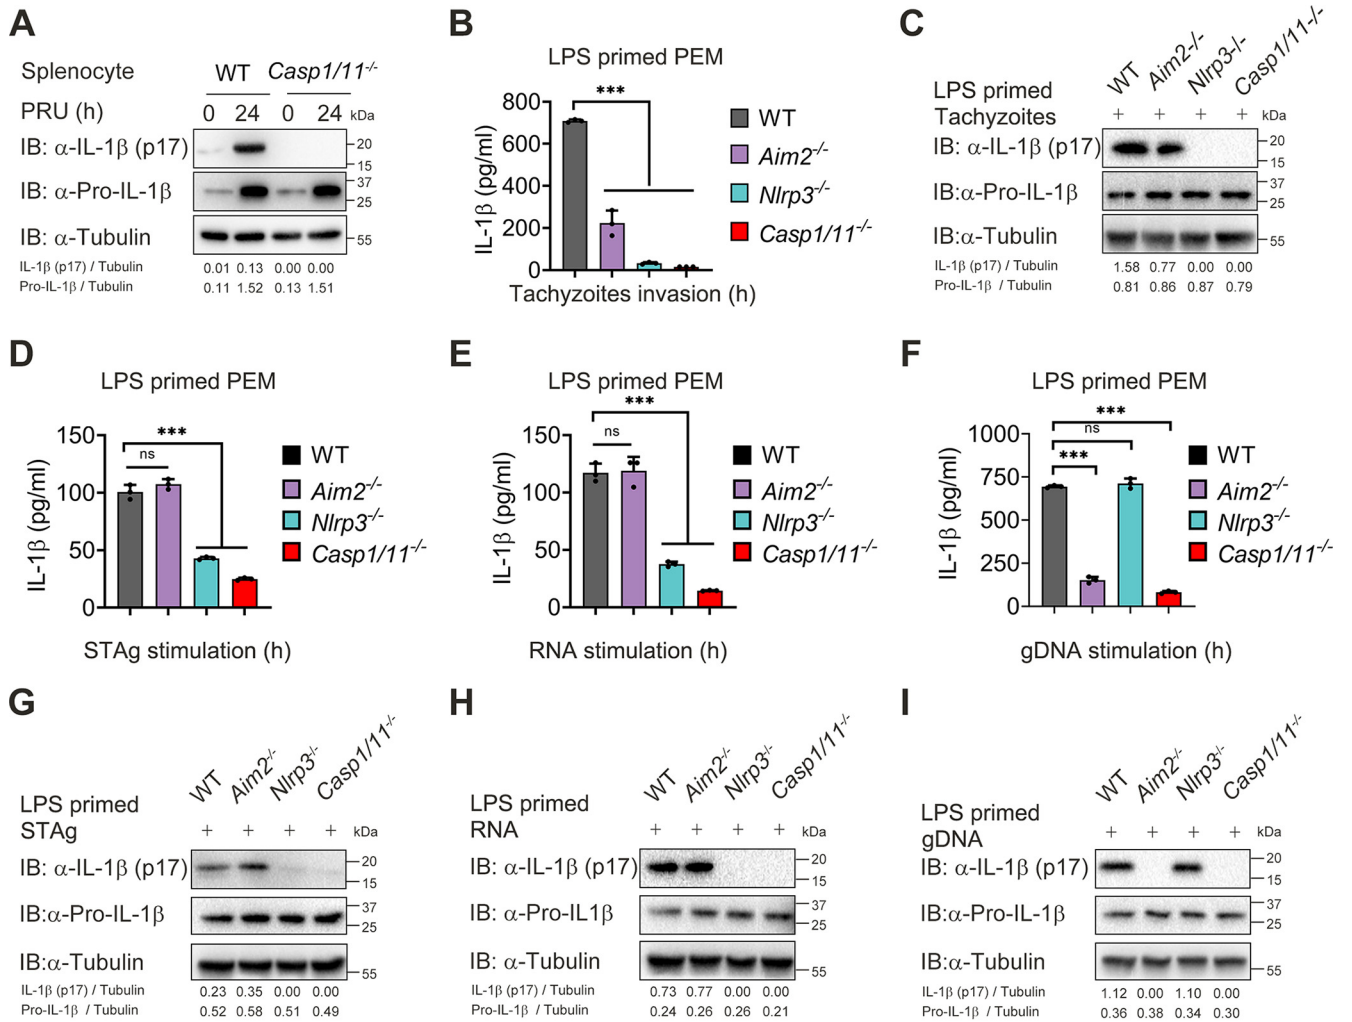 A
Splenocyte WT Casp1/11-/-
PRU (h) 0 24 0 24 kDa
IB: α-IL-1β (p17) 20 15
IB: α-Pro-IL-1β 37 25
IB: α-Tubulin 55
IL-1β (p17) / Tubulin 0.01 0.13 0.00 0.00
Pro-IL-1β / Tubulin 0.11 1.52 0.13 1.51
B
LPS primed PEM
***
IL-1β (pg/ml)
800
600
400
200
0
Tachyzoites invasion (h)
WT
Aim2-/-
Nlrp3-/-
Casp1/11-/-
C
WT Aim2-/- Nlrp3-/- Casp1/11-/-
LPS primed
Tachyzoites + + + + kDa
IB: α-IL-1β (p17) 20 15
IB:α-Pro-IL-1β 37 25
IB:α-Tubulin 55
IL-1β (p17) / Tubulin 1.58 0.77 0.00 0.00
Pro-IL-1β / Tubulin 0.81 0.86 0.87 0.79
D
LPS primed PEM
***
ns
IL-1β (pg/ml)
150
100
50
0
STAg stimulation (h)
WT
Aim2-/-
Nlrp3-/-
Casp1/11-/-
E
LPS primed PEM
***
ns
IL-1β (pg/ml)
150
100
50
0
RNA stimulation (h)
WT
Aim2-/-
Nlrp3-/-
Casp1/11-/-
F
LPS primed PEM
***
ns
***
IL-1β (pg/ml)
1000
750
500
250
0
gDNA stimulation (h)
WT
Aim2-/-
Nlrp3-/-
Casp1/11-/-
G
WT Aim2-/- Nlrp3-/- Casp1/11-/-
LPS primed
STAg + + + + kDa
IB: α-IL-1β (p17) 20 15
IB:α-Pro-IL-1β 37 25
IB:α-Tubulin 55
IL-1β (p17) / Tubulin 0.23 0.35 0.00 0.00
Pro-IL-1β / Tubulin 0.52 0.58 0.51 0.49
H
WT Aim2-/- Nlrp3-/- Casp1/11-/-
LPS primed
RNA + + + + kDa
IB: α-IL-1β (p17) 20 15
IB: α-Pro-IL1β 37 25
IB: α-Tubulin 55
IL-1β (p17) / Tubulin 0.73 0.77 0.00 0.00
Pro-IL-1β / Tubulin 0.24 0.26 0.26 0.21
I
WT Aim2-/- Nlrp3-/- Casp1/11-/-
LPS primed
gDNA + + + + kDa
IB: α-IL-1β (p17) 20 15
IB:α-Pro-IL-1β 37 25
IB:α-Tubulin 55
IL-1β (p17) / Tubulin 1.12 0.00 1.10 0.00
Pro-IL-1β / Tubulin 0.36 0.38 0.34 0.30